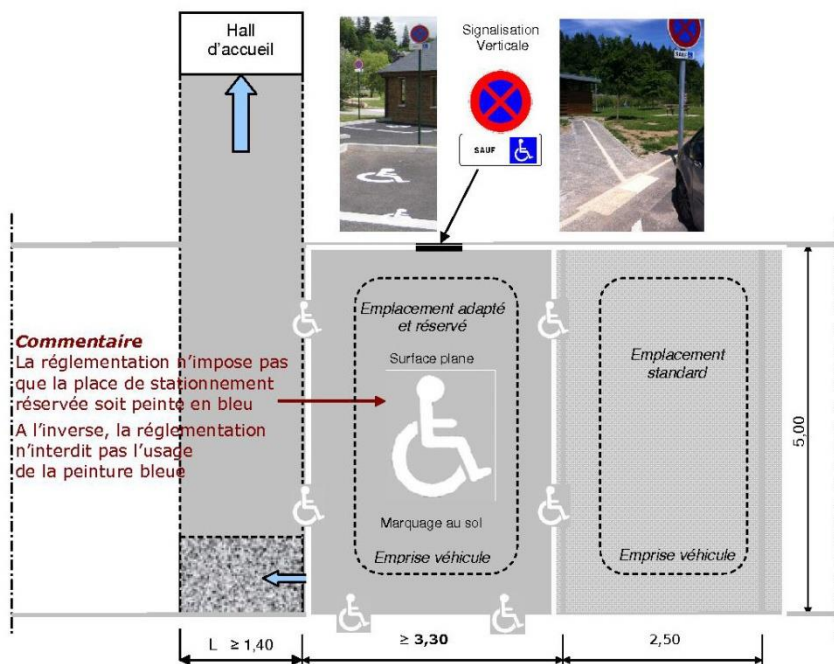 Hall
d'accueil
Signalisation
Verticale
SAUF
Emplacement adapté
et réservé
Surface plane
Marquage au sol
Emprise véhicule
Emplacement
standard
Emprise véhicule
Commentaire
La réglementation n'impose pas
que la place de stationnement
réservée soit peinte en bleu
A l'inverse, la réglementation
n'interdit pas l'usage
de la peinture bleue
5,00
L ≥ 1,40
≥ 3,30
2,50